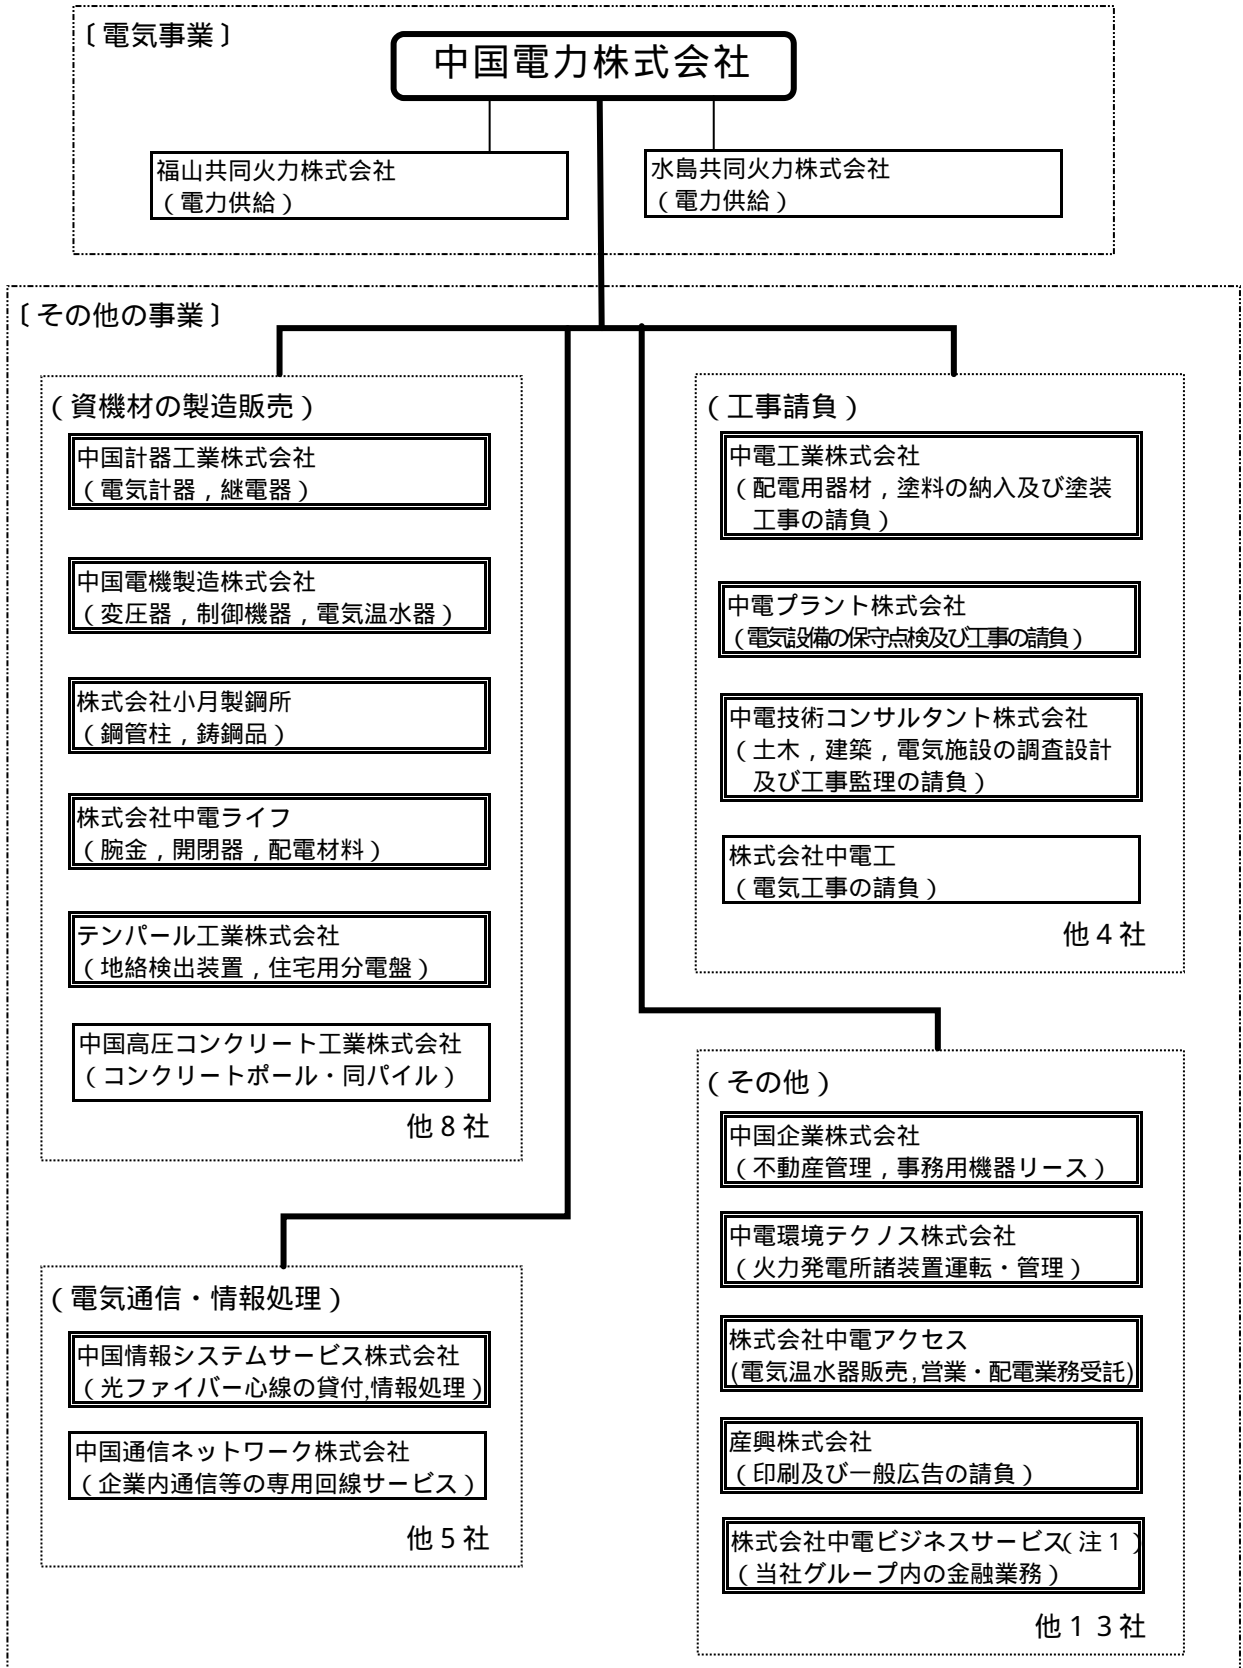 〔電気事業〕
中国電力株式会社
福山共同火力株式会社
(電力供給)
水島共同火力株式会社
(電力供給)
〔その他の事業〕
(資機材の製造販売)
中国計器工業株式会社
(電気計器,継電器)
中国電機製造株式会社
(変圧器,制御機器,電気温水器)
株式会社小月製鋼所
(鋼管柱,鋳鋼品)
株式会社中電ライフ
(腕金,開閉器,配電材料)
テンパール工業株式会社
(地絡検出装置,住宅用分電盤)
中国高圧コンクリート工業株式会社
(コンクリートポール・同パイル)
他8社
(電気通信・情報処理)
中国情報システムサービス株式会社
(光ファイバー心線の貸付,情報処理)
中国通信ネットワーク株式会社
(企業内通信等の専用回線サービス)
他5社
(工事請負)
中電工業株式会社
(配電用器材,塗料の納入及び塗装
工事の請負)
中電プラント株式会社
(電気設備の保守点検及び工事の請負)
中電技術コンサルタント株式会社
(土木,建築,電気施設の調査設計
及び工事監理の請負)
株式会社中電工
(電気工事の請負)
他4社
(その他)
中国企業株式会社
(不動産管理,事務用機器リース)
中電環境テクノス株式会社
(火力発電所諸装置運転・管理)
株式会社中電アクセス
(電気温水器販売,営業・配電業務受託)
産興株式会社
(印刷及び一般広告の請負)
株式会社中電ビジネスサービス(注1)
(当社グループ内の金融業務)
他13社